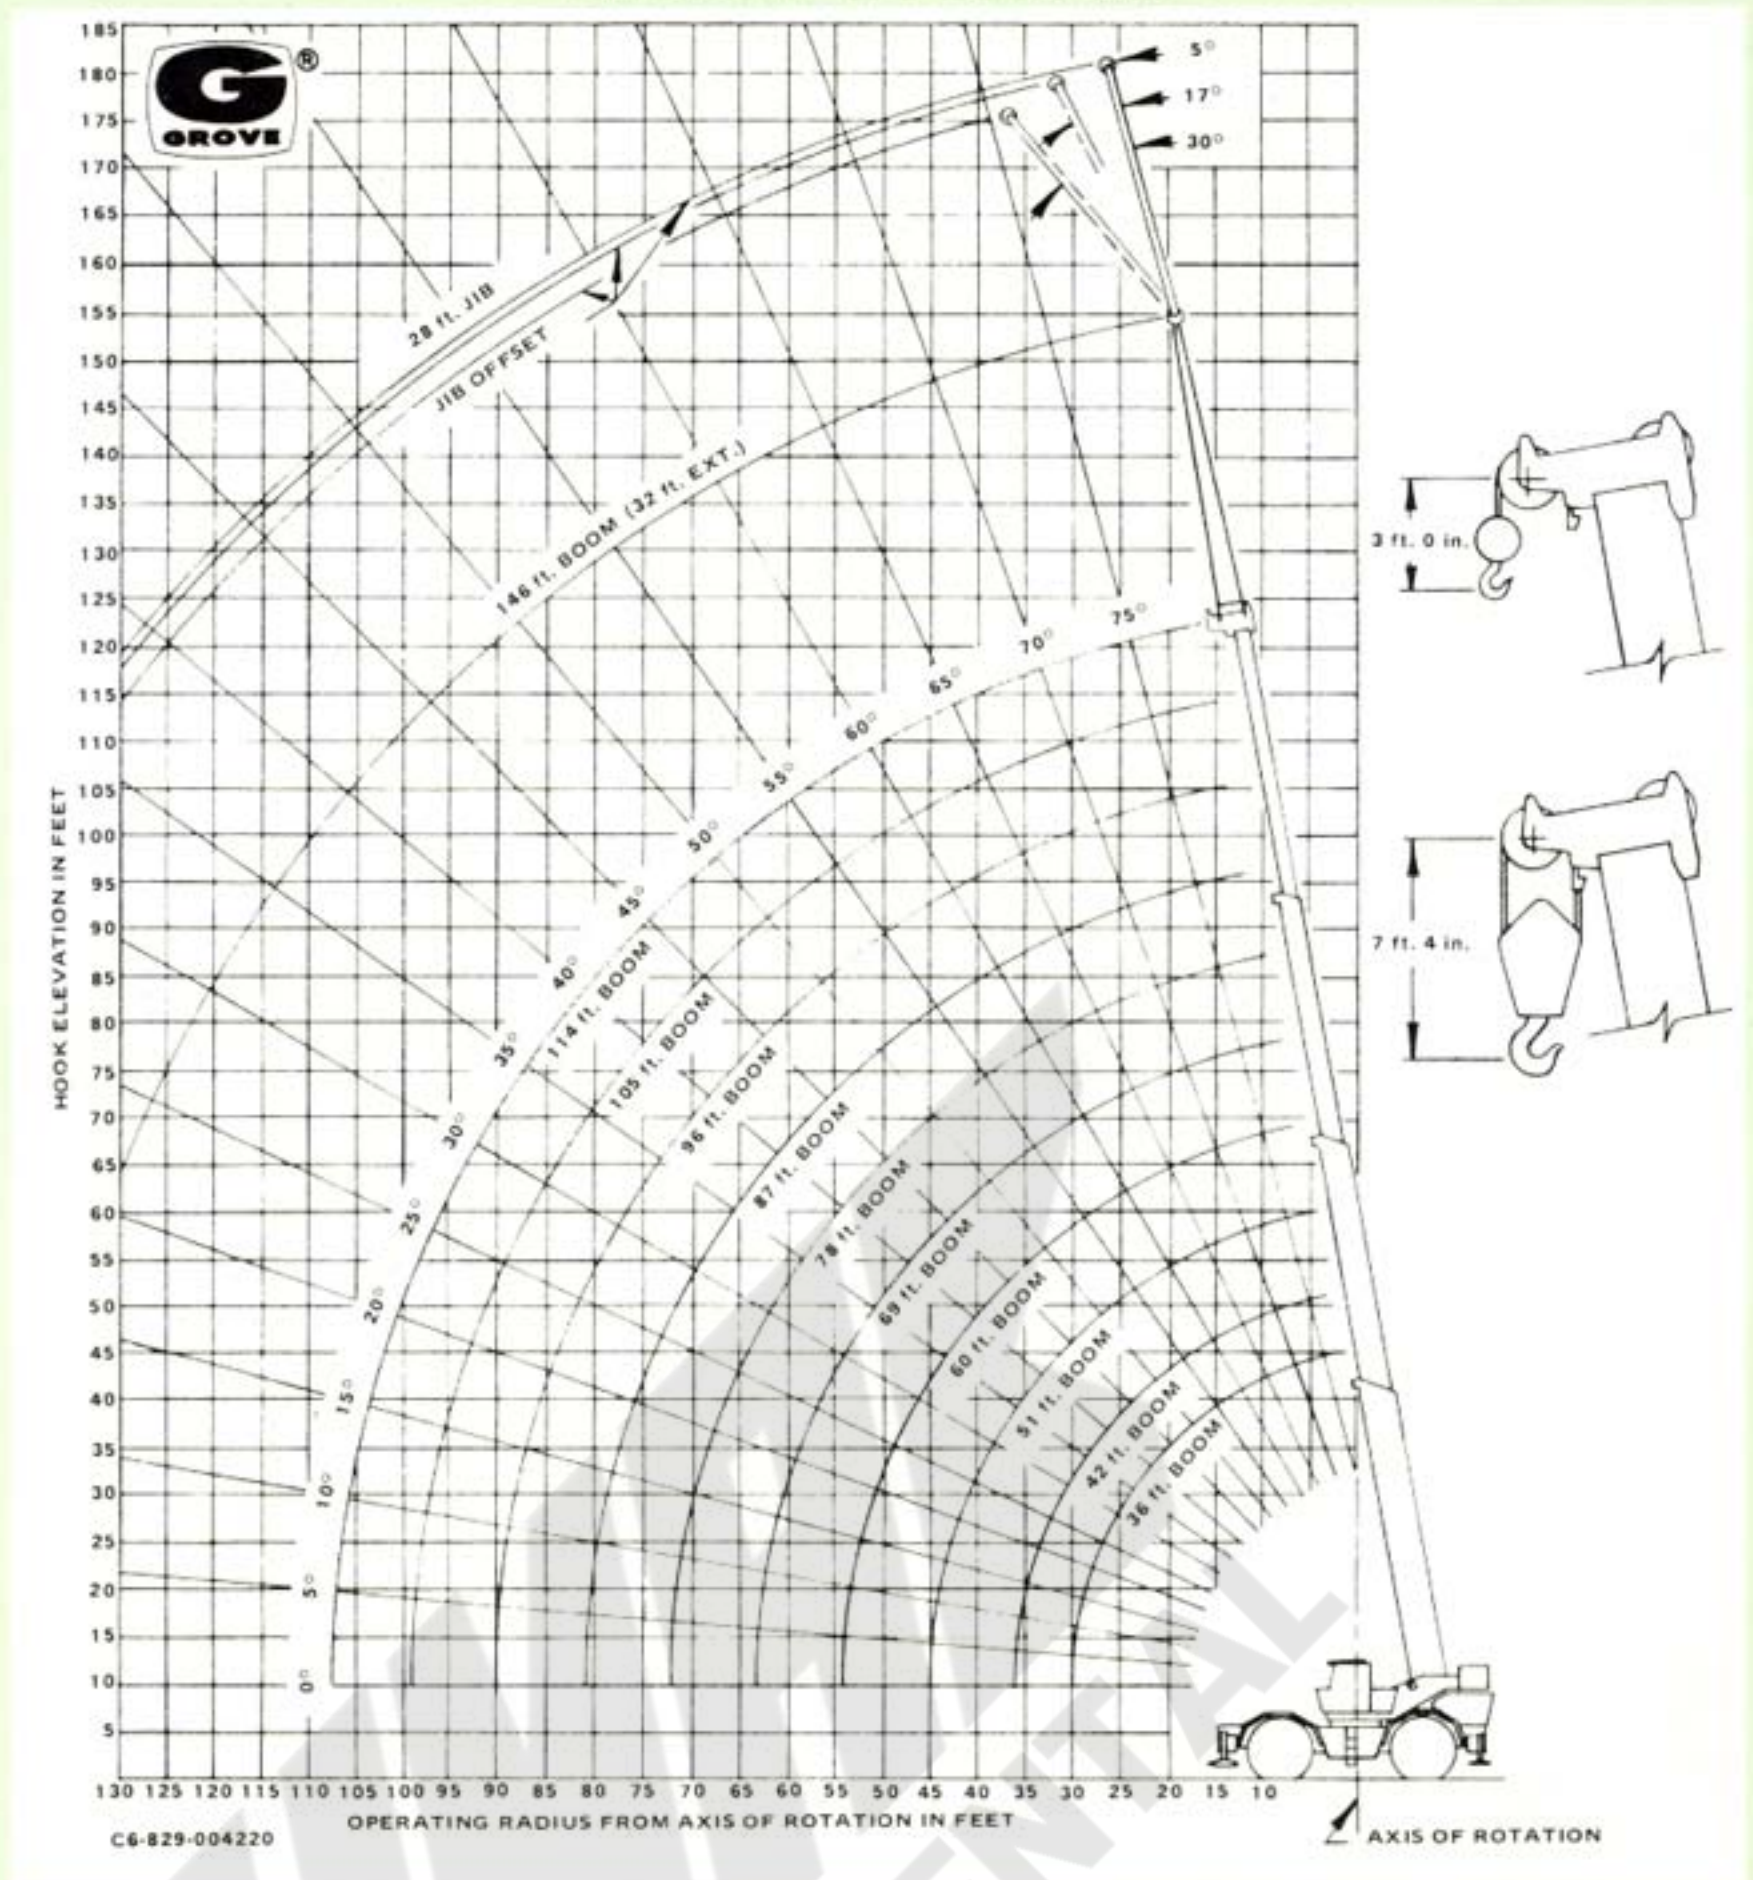 GROVE®
5°
17°
30°
28 ft. JIB
JIB OFFSET
146 ft. BOOM (32 ft. EXT.)
75°
70°
65°
60°
55°
50°
45°
40°
35°
30°
25°
20°
15°
10°
5°
0°
114 ft. BOOM
105 ft. BOOM
96 ft. BOOM
87 ft. BOOM
78 ft. BOOM
69 ft. BOOM
60 ft. BOOM
51 ft. BOOM
42 ft. BOOM
36 ft. BOOM
3 ft. 0 in.
7 ft. 4 in.
HOOK ELEVATION IN FEET
185
180
175
170
165
160
155
150
145
140
135
130
125
120
115
110
105
100
95
90
85
80
75
70
65
60
55
50
45
40
35
30
25
20
15
10
5
130 125 120 115 110 105 100 95 90 85 80 75 70 65 60 55 50 45 40 35 30 25 20 15 10
OPERATING RADIUS FROM AXIS OF ROTATION IN FEET
AXIS OF ROTATION
C6-829-004220